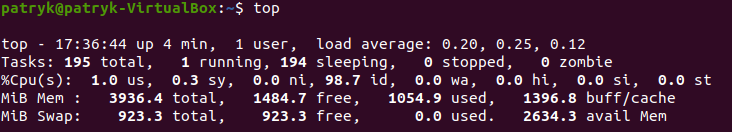 patryk@patryk-VirtualBox:~$ top
top - 17:36:44 up 4 min,  1 user,  load average: 0.20, 0.25, 0.12
Tasks: 195 total,   1 running, 194 sleeping,   0 stopped,   0 zombie
%Cpu(s):  1.0 us,  0.3 sy,  0.0 ni, 98.7 id,  0.0 wa,  0.0 hi,  0.0 si,  0.0 st
MiB Mem :   3936.4 total,   1484.7 free,   1054.9 used,   1396.8 buff/cache
MiB Swap:    923.3 total,    923.3 free,      0.0 used.   2634.3 avail Mem